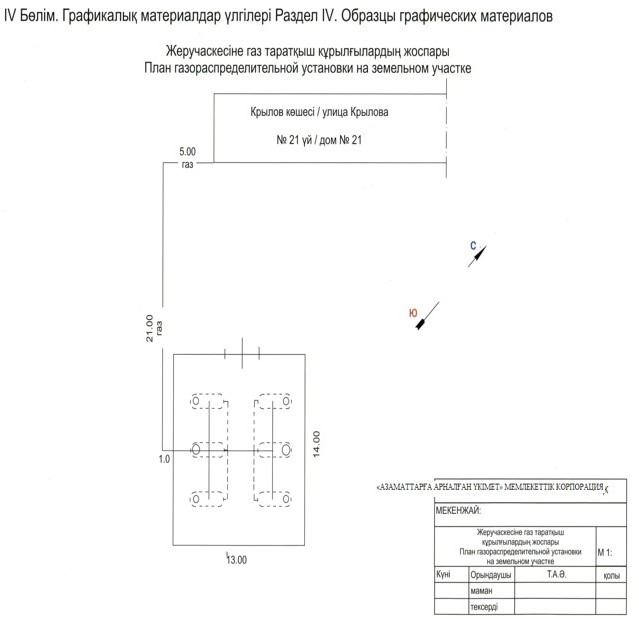 IV Бөлім. Графикалық материалдар үлгілері Раздел IV. Образцы графических материалов
Жеручаскесіне газ таратқыш құрылғылардың жоспары
План газораспределительной установки на земельном участке
Крылов көшесі / улица Крылова
№ 21 үй / дом № 21
5.00
газ
С
Ю
21.00
газ
14.00
1.0
13.00
«АЗАМАТТАРҒА АРНАЛҒАН ҮКІМЕТ» МЕМЛЕКЕТТІК КОРПОРАЦИЯ
МЕКЕНЖАЙ:
Жеручаскесіне газ таратқыш
құрылғылардың жоспары
План газораспределительной установки
на земельном участке
М 1:
Күні Орындаушы Т.А.Ә. қолы
маман
тексерді